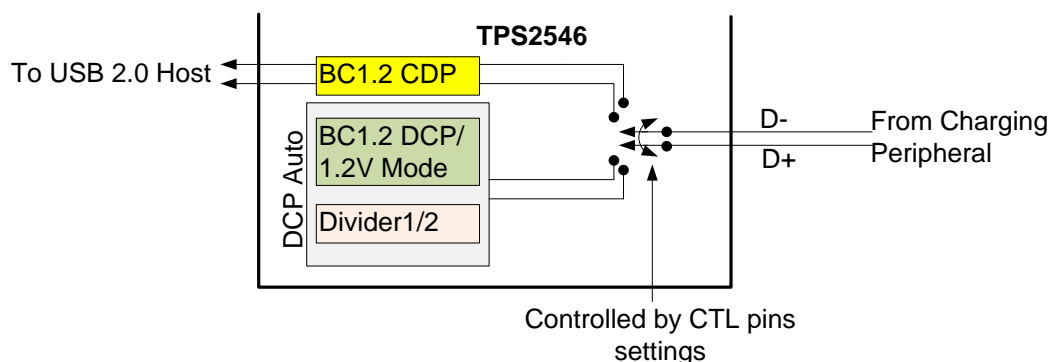 TPS2546
To USB 2.0 Host
BC1.2 CDP
DCP Auto
BC1.2 DCP/
1.2V Mode
Divider1/2
D-
D+
From Charging
Peripheral
Controlled by CTL pins
settings